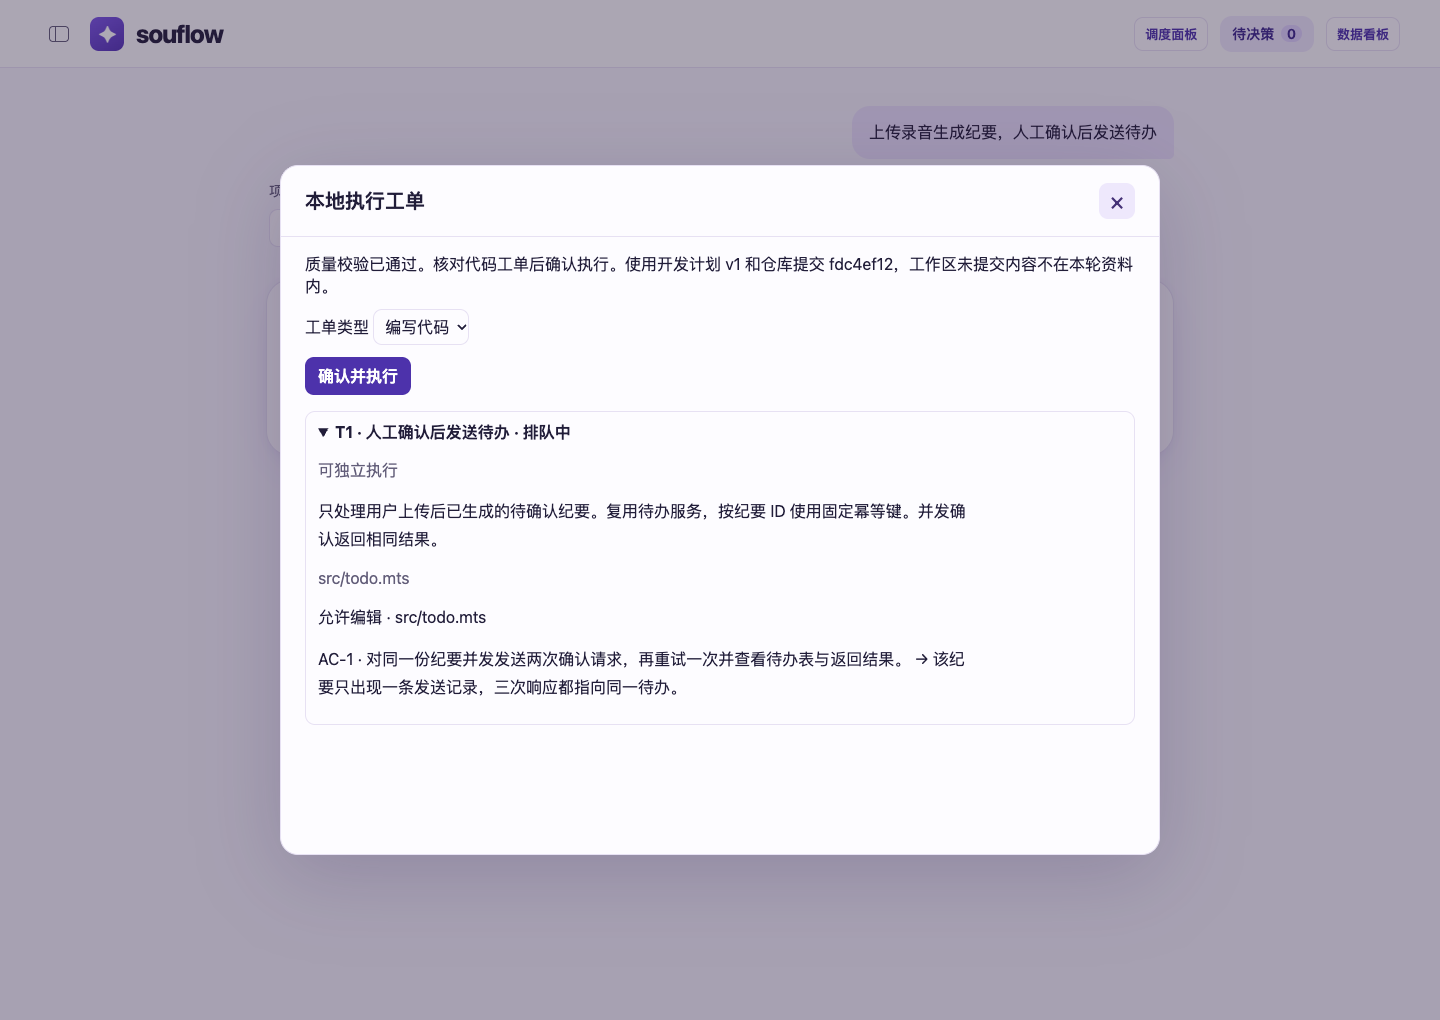 souflow
调度面板
待决策 0
数据看板
上传录音生成纪要，人工确认后发送待办
项
本地执行工单
质量校验已通过。核对代码工单后确认执行。使用开发计划 v1 和仓库提交 fdc4ef12，工作区未提交内容不在本轮资料
内。
工单类型 编写代码
确认并执行
▼ T1 · 人工确认后发送待办 · 排队中
可独立执行
只处理用户上传后已生成的待确认纪要。复用待办服务，按纪要 ID 使用固定幂等键。并发确
认返回相同结果。
src/todo.mts
允许编辑 · src/todo.mts
AC-1 · 对同一份纪要并发发送两次确认请求，再重试一次并查看待办表与返回结果。 → 该纪
要只出现一条发送记录，三次响应都指向同一待办。